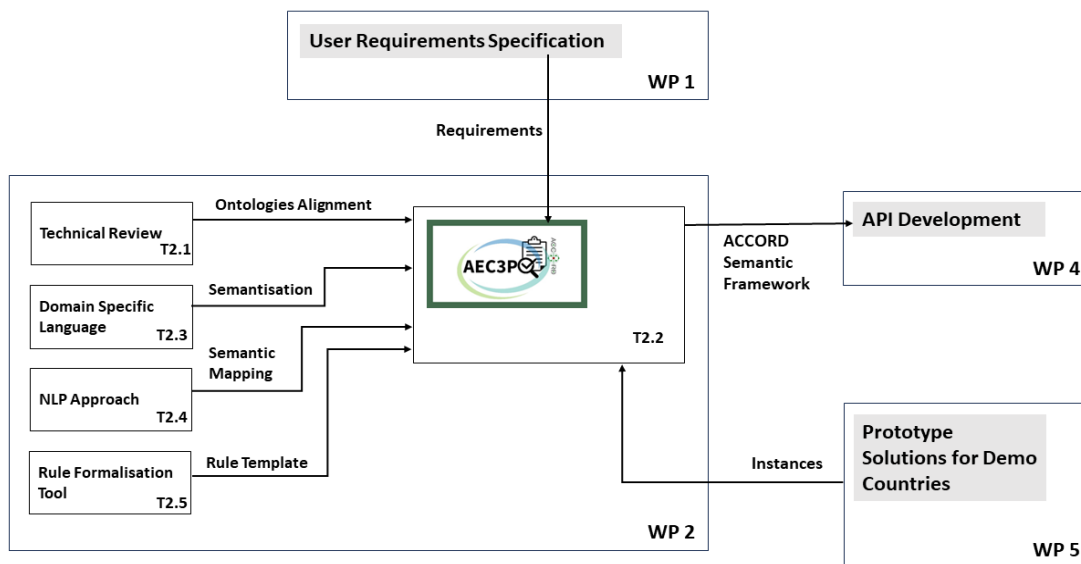 User Requirements Specification
WP 1
Requirements
Ontologies Alignment
Technical Review
T2.1
Semantisation
Domain Specific
Language
T2.3
Semantic
Mapping
NLP Approach
T2.4
Rule Template
Rule Formalisation
Tool
T2.5
AEC3PO
T2.2
WP 2
ACCORD
Semantic
Framework
API Development
WP 4
Instances
Prototype
Solutions for Demo
Countries
WP 5